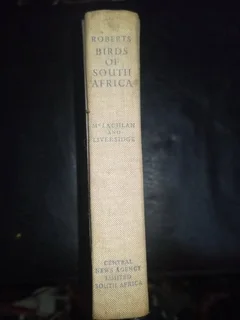 ROBERTS
BIRDS
OF
SOUTH
AFRICA
McLACHLAN
AND
LIVERSIDGE
CENTRAL
NEWS AGENCY
LIMITED
SOUTH AFRICA